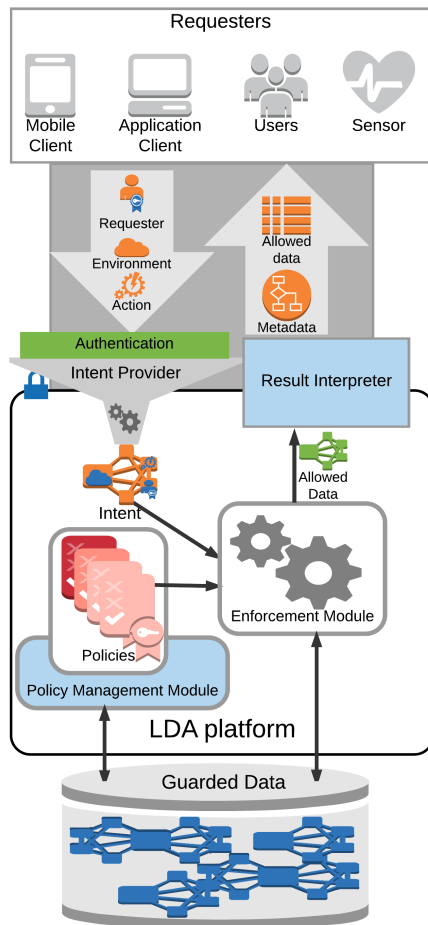 Requesters
Mobile
Client
Application
Client
Users
Sensor
Requester
Environment
Action
Allowed
data
Metadata
Authentication
Intent Provider
Result Interpreter
Intent
Allowed
Data
Enforcement Module
Policies
Policy Management Module
LDA platform
Guarded Data